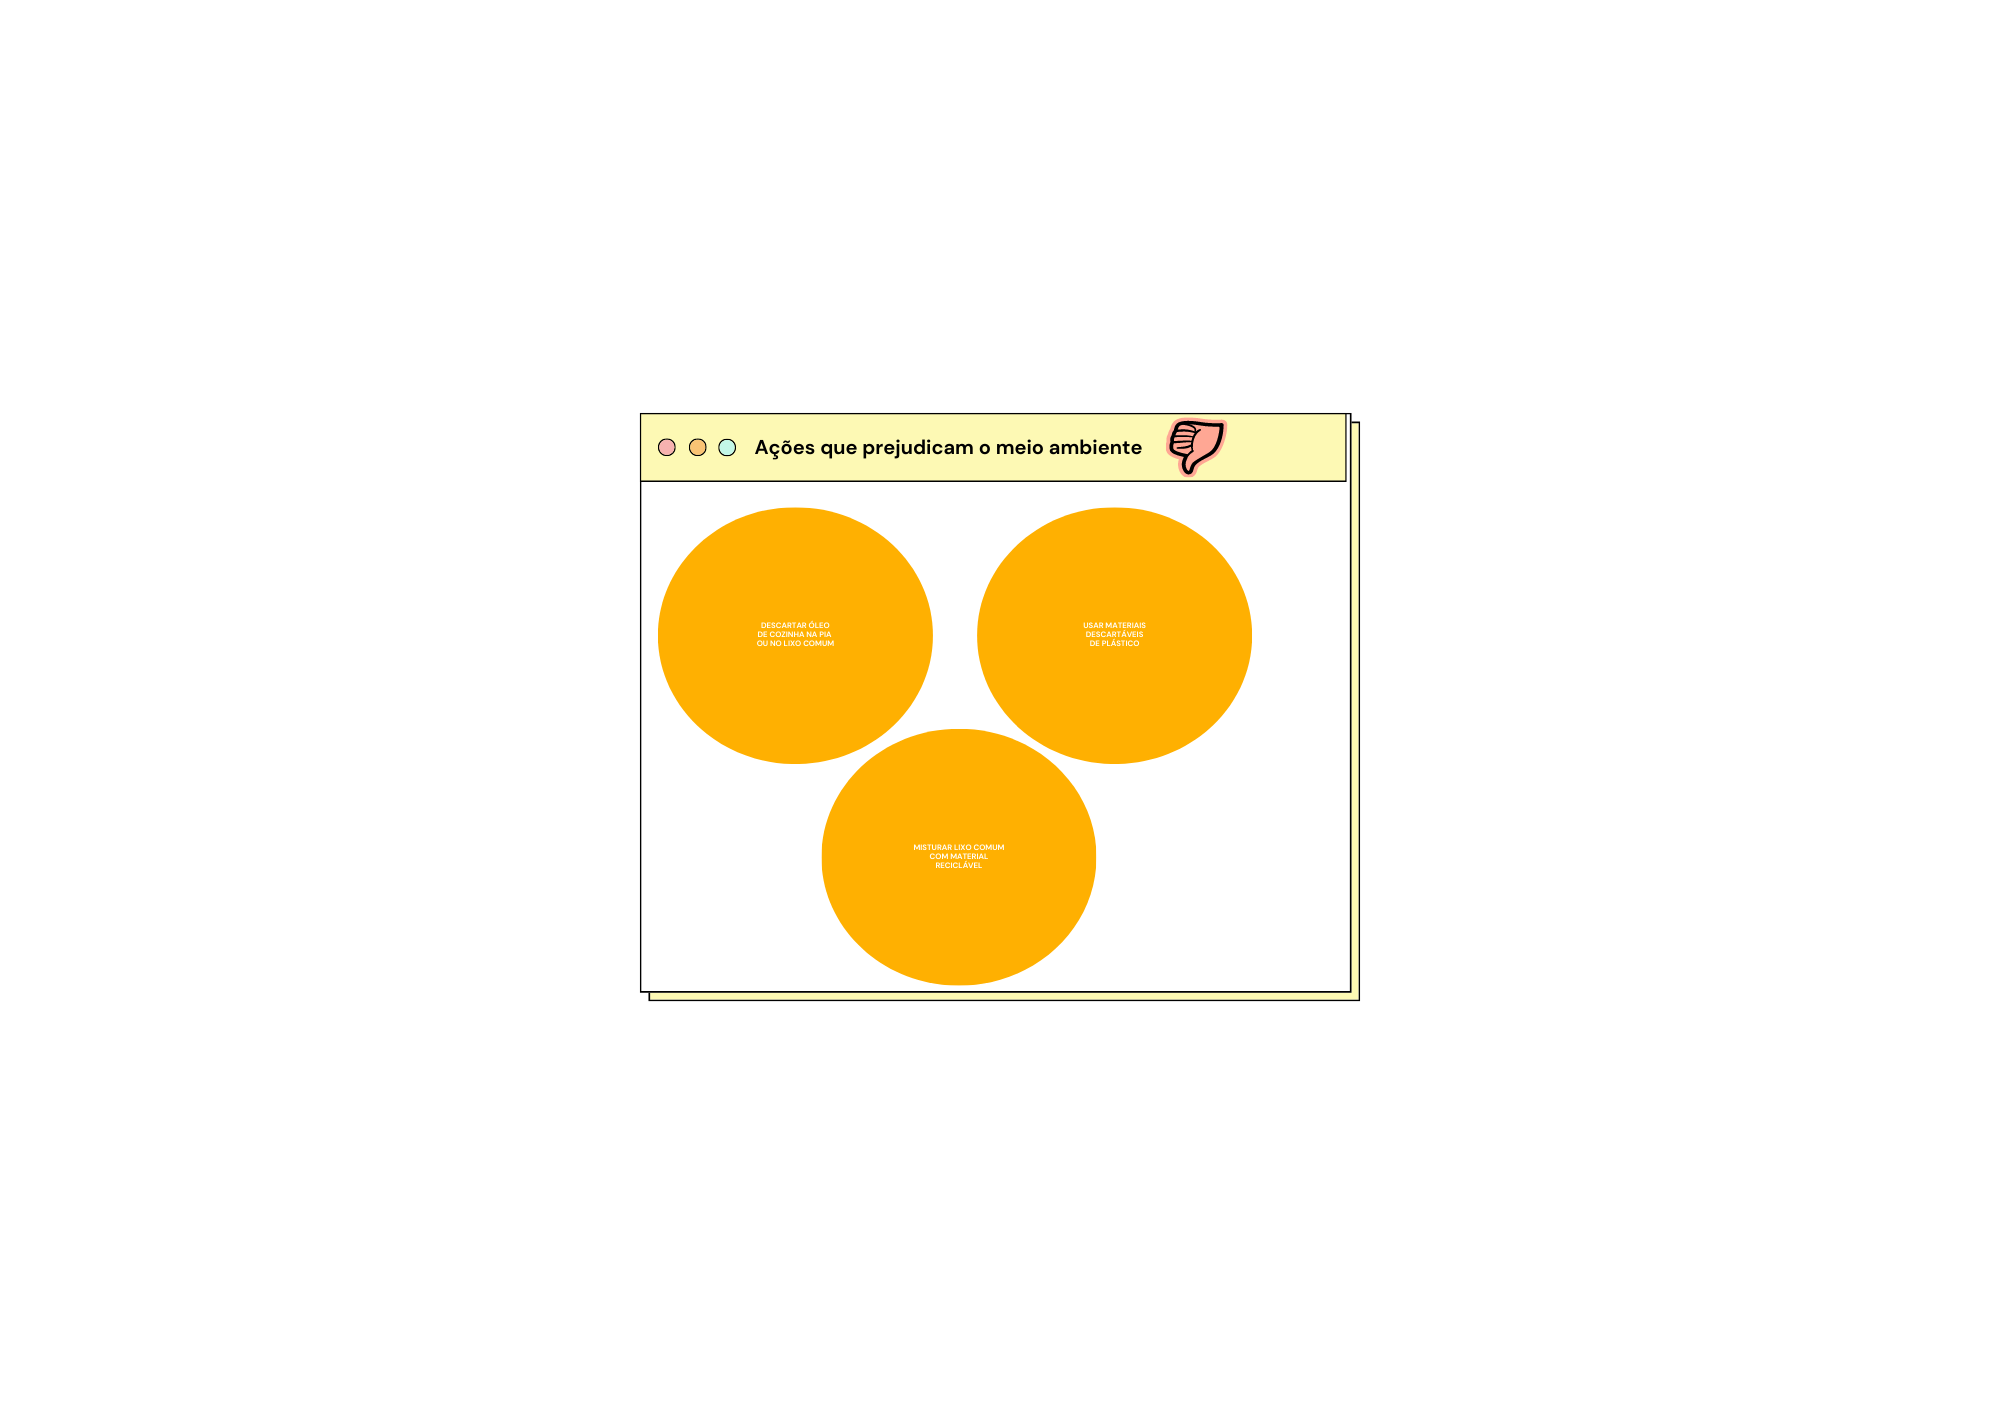 Ações que prejudicam o meio ambiente
DESCARTAR ÓLEO
DE COZINHA NA PIA
OU NO LIXO COMUM
USAR MATERIAIS
DESCARTÁVEIS
DE PLÁSTICO
MISTURAR LIXO COMUM
COM MATERIAL
RECICLÁVEL